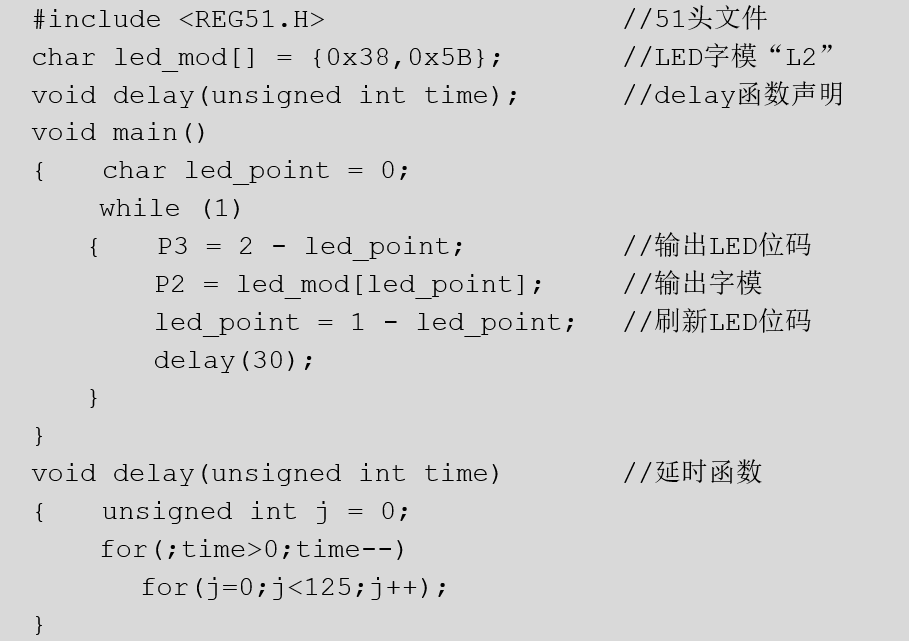 #include <REG51.H> //51头文件
char led_mod[] = {0x38,0x5B}; //LED字模“L2”
void delay(unsigned int time); //delay函数声明
void main()
{ char led_point = 0;
while (1)
{ P3 = 2 - led_point; //输出LED位码
P2 = led_mod[led_point]; //输出字模
led_point = 1 - led_point; //刷新LED位码
delay(30);
}
}
void delay(unsigned int time) //延时函数
{ unsigned int j = 0;
for(;time>0;time--)
for(j=0;j<125;j++);
}